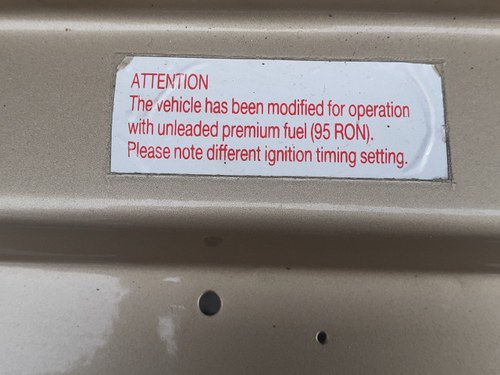 ATTENTION
The vehicle has been modified for operation
with unleaded premium fuel (95 RON).
Please note different ignition timing setting.